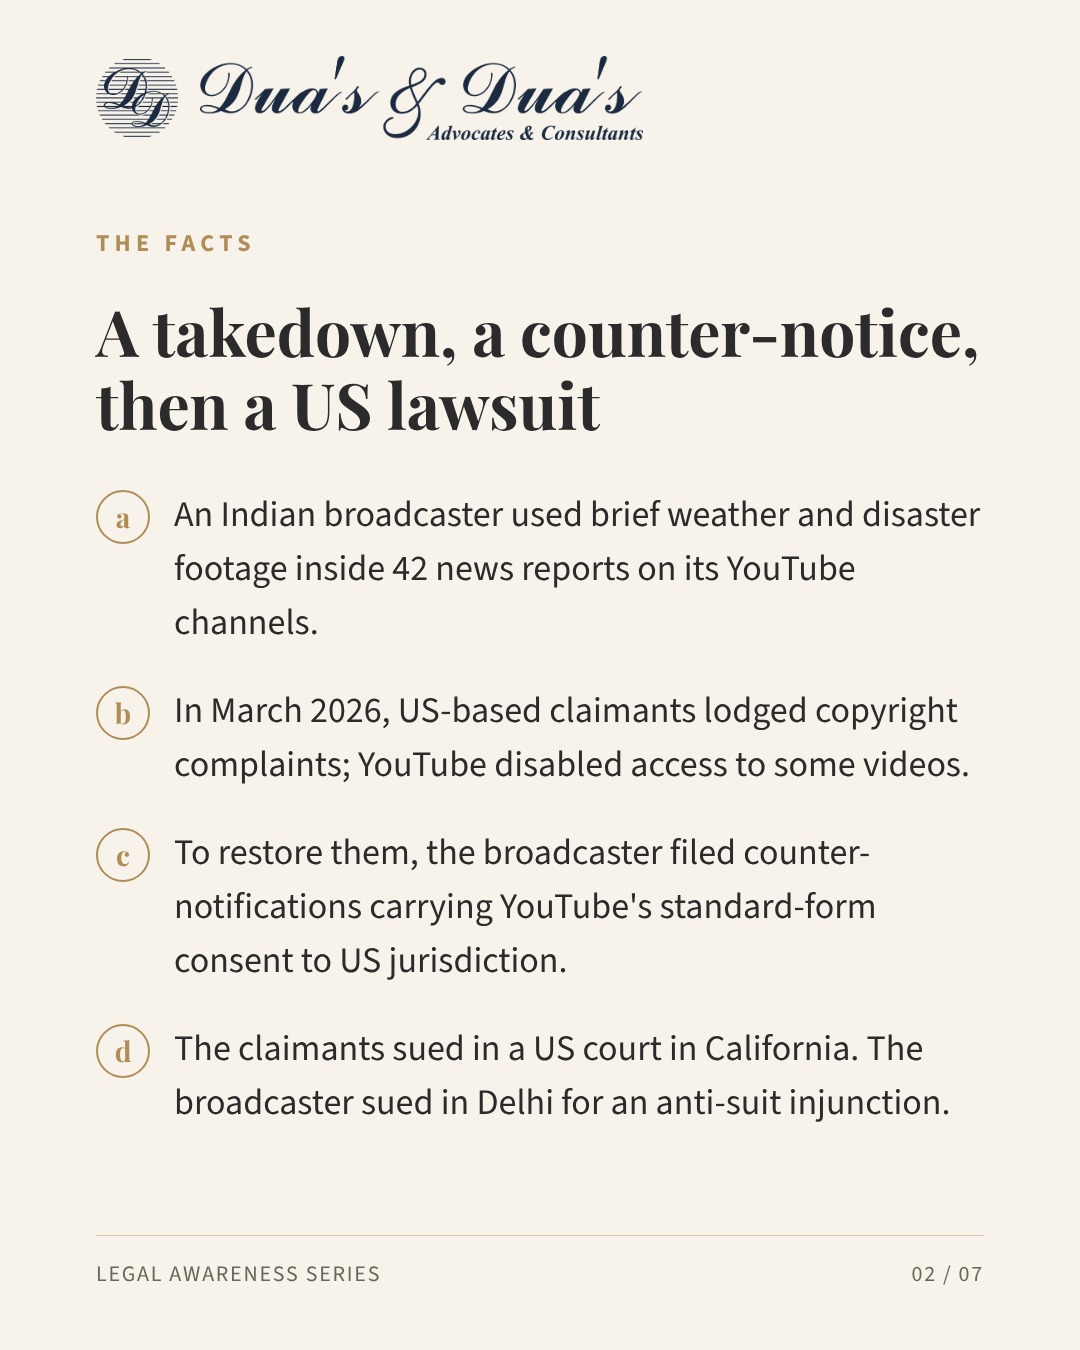 DD
Dua's & Dua's
Advocates & Consultants
THE FACTS
A takedown, a counter-notice,
then a US lawsuit
a
An Indian broadcaster used brief weather and disaster
footage inside 42 news reports on its YouTube
channels.
b
In March 2026, US-based claimants lodged copyright
complaints; YouTube disabled access to some videos.
c
To restore them, the broadcaster filed counter-
notifications carrying YouTube's standard-form
consent to US jurisdiction.
d
The claimants sued in a US court in California. The
broadcaster sued in Delhi for an anti-suit injunction.
LEGAL AWARENESS SERIES
02 / 07